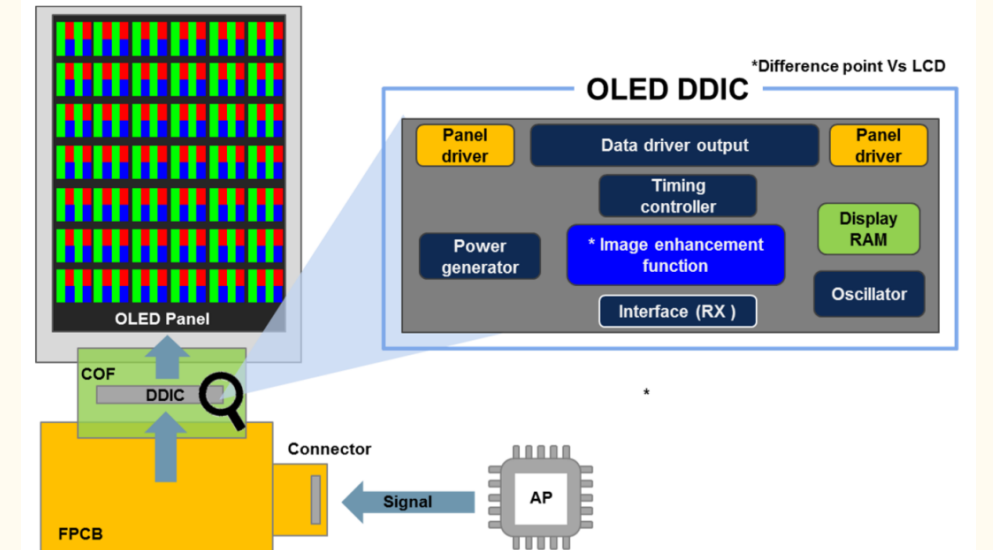 *Difference point Vs LCD
OLED DDIC
Panel
driver
Data driver output
Panel
driver
Timing
controller
Display
RAM
Power
generator
* Image enhancement
function
Oscillator
Interface (RX )
OLED Panel
COF
DDIC
*
Connector
Signal
AP
FPCB